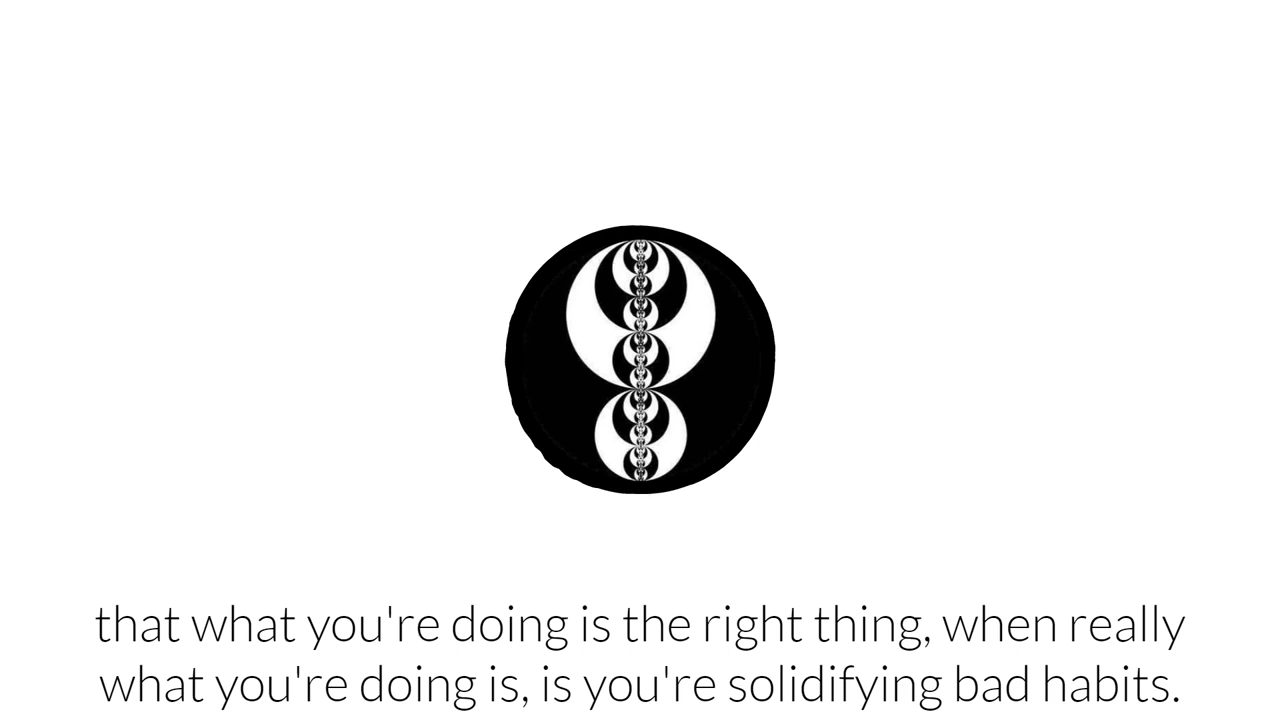 that what you're doing is the right thing, when really
what you're doing is, is you're solidifying bad habits.